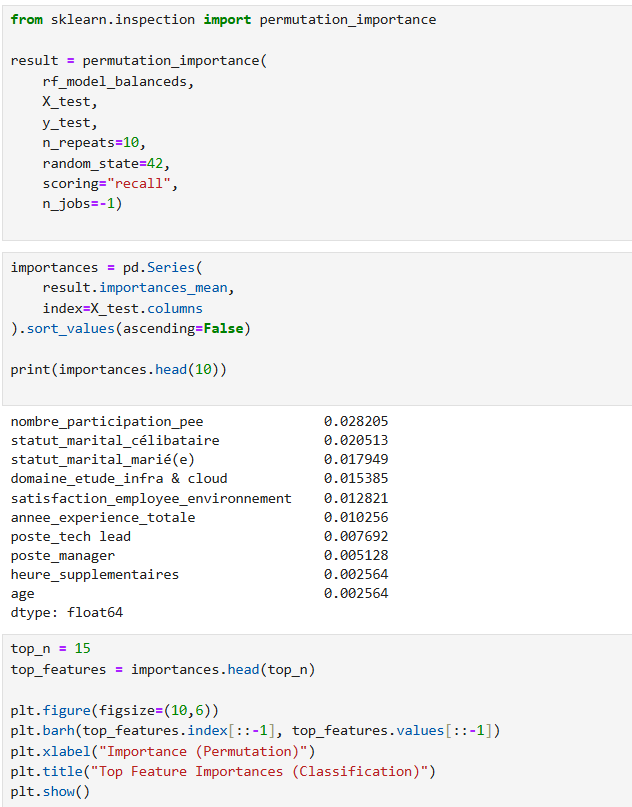 from sklearn.inspection import permutation_importance
result = permutation_importance(
    rf_model_balanceds,
    X_test,
    y_test,
    n_repeats=10,
    random_state=42,
    scoring="recall",
    n_jobs=-1)
importances = pd.Series(
    result.importances_mean,
    index=X_test.columns
).sort_values(ascending=False)
print(importances.head(10))
nombre_participation_pee               0.028205
statut_marital_célibataire             0.020513
statut_marital_marié(e)                0.017949
domaine_etude_infra & cloud            0.015385
satisfaction_employee_environnement    0.012821
annee_experience_totale                0.010256
poste_tech lead                        0.007692
poste_manager                          0.005128
heure_supplementaires                  0.002564
age                                    0.002564
dtype: float64
top_n = 15
top_features = importances.head(top_n)
plt.figure(figsize=(10,6))
plt.barh(top_features.index[::-1], top_features.values[::-1])
plt.xlabel("Importance (Permutation)")
plt.title("Top Feature Importances (Classification)")
plt.show()